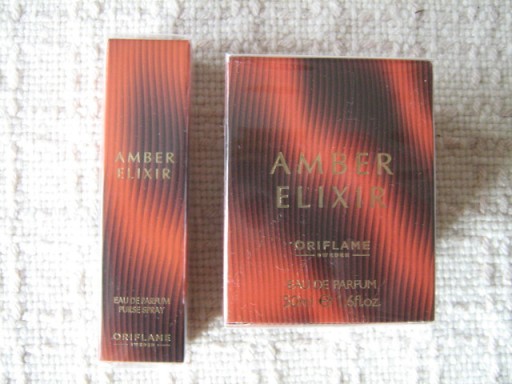 AMBER
ELIXIR
EAU DE PARFUM
PURSE SPRAY
ORIFLAME
SWEDEN
AMBER
ELIXIR
ORIFLAME
SWEDEN
EAU DE PARFUM
50ml e 1.6fl.oz.